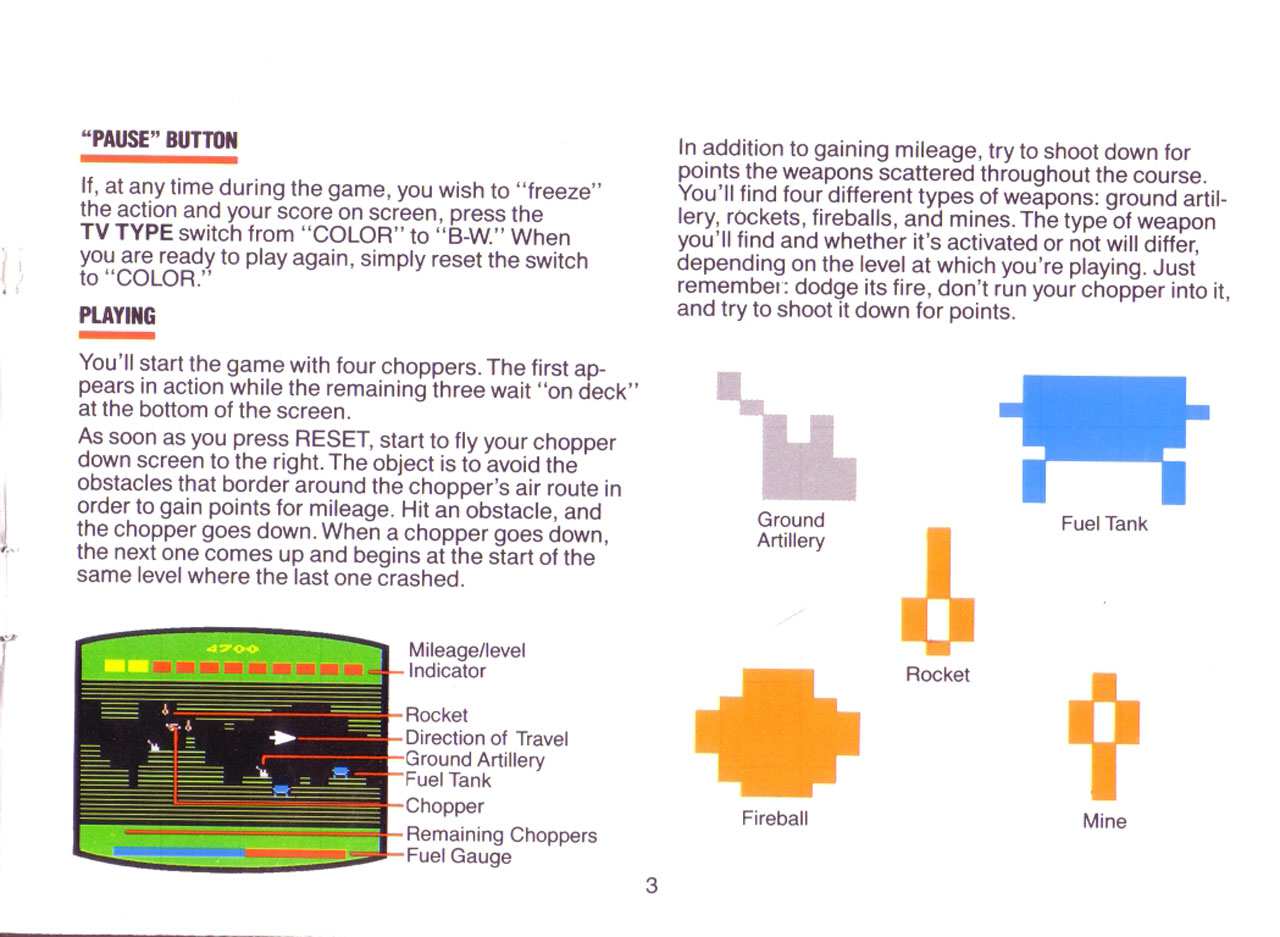 “PAUSE” BUTTON
If, at any time during the game, you wish to “freeze”
the action and your score on screen, press the
TV TYPE switch from “COLOR” to “B-W.” When
you are ready to play again, simply reset the switch
to “COLOR.”
PLAYING
You’ll start the game with four choppers. The first ap-
pears in action while the remaining three wait “on deck”
at the bottom of the screen.
As soon as you press RESET, start to fly your chopper
down screen to the right. The object is to avoid the
obstacles that border around the chopper’s air route in
order to gain points for mileage. Hit an obstacle, and
the chopper goes down. When a chopper goes down,
the next one comes up and begins at the start of the
same level where the last one crashed.
4700
Mileage/level
Indicator
Rocket
Direction of Travel
Ground Artillery
Fuel Tank
Chopper
Remaining Choppers
Fuel Gauge
In addition to gaining mileage, try to shoot down for
points the weapons scattered throughout the course.
You’ll find four different types of weapons: ground artil-
lery, rockets, fireballs, and mines. The type of weapon
you’ll find and whether it’s activated or not will differ,
depending on the level at which you’re playing. Just
remember: dodge its fire, don’t run your chopper into it,
and try to shoot it down for points.
Ground
Artillery
Fuel Tank
Rocket
Fireball
Mine
3